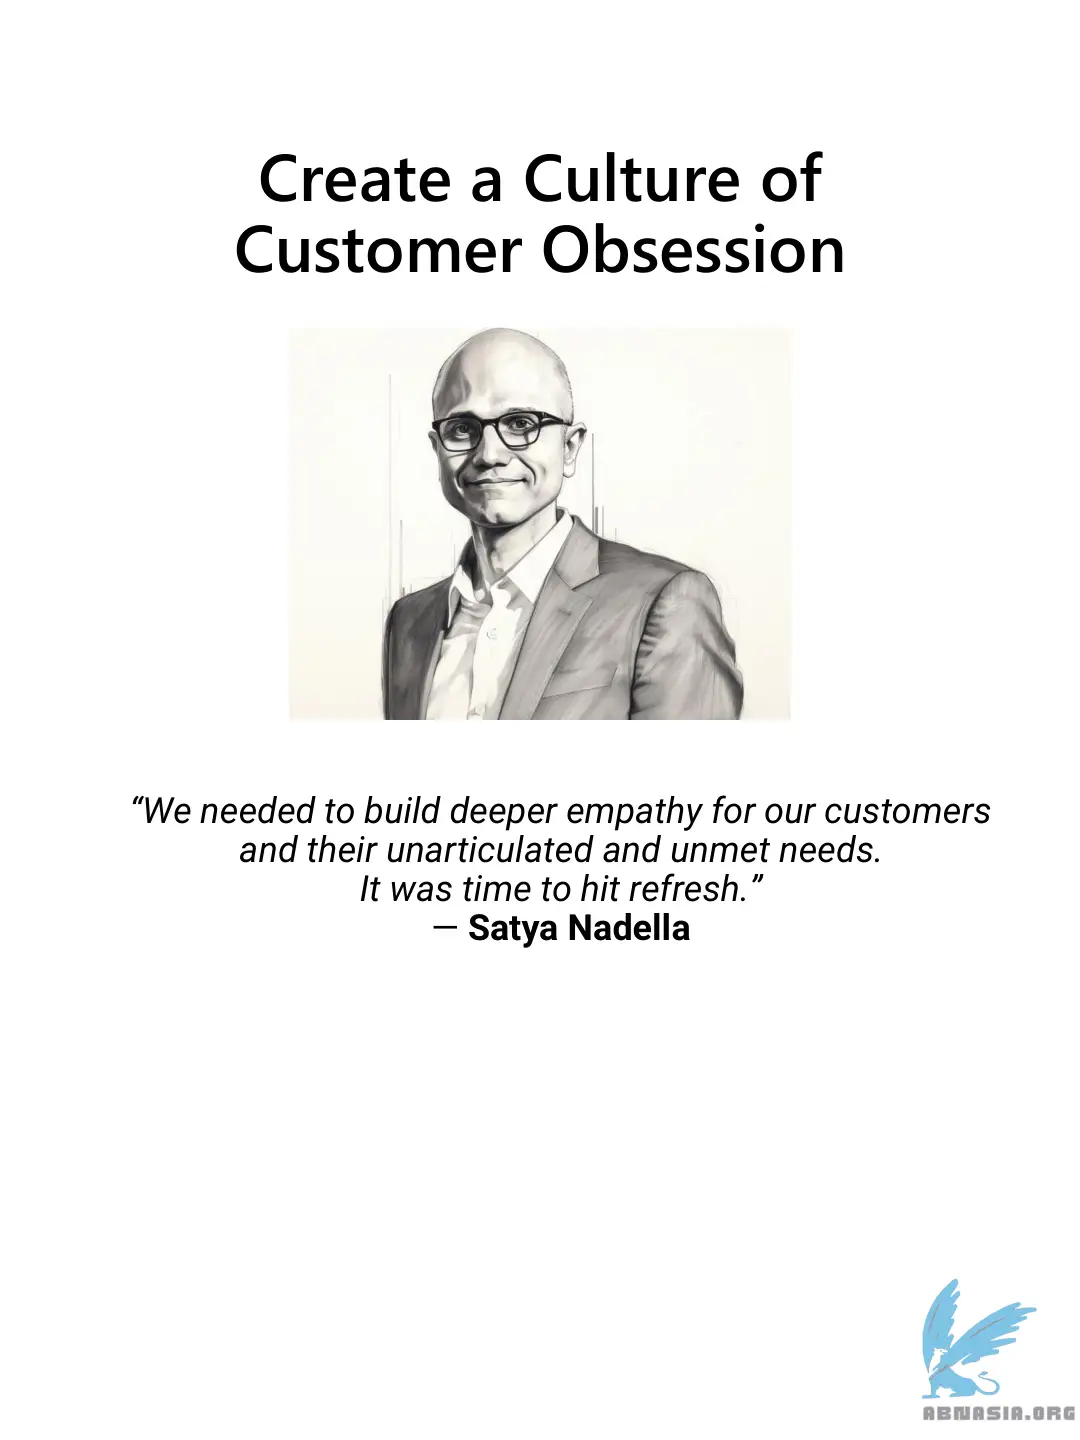 Create a Culture of
Customer Obsession
“We needed to build deeper empathy for our customers
and their unarticulated and unmet needs.
It was time to hit refresh.”
— Satya Nadella
ABNASIA.ORG